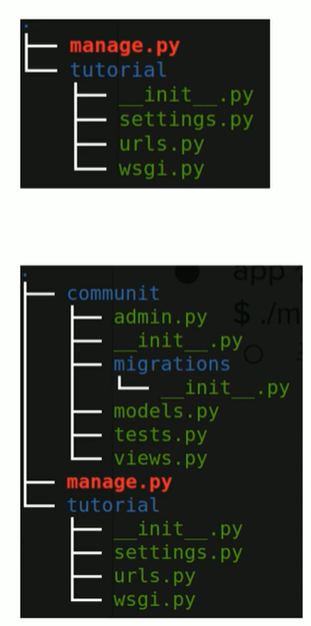 .
manage.py
tutorial
__init__.py
settings.py
urls.py
wsgi.py
.
communit
admin.py
__init__.py
migrations
__init__.py
models.py
tests.py
views.py
manage.py
tutorial
__init__.py
settings.py
urls.py
wsgi.py
app
$ ./m